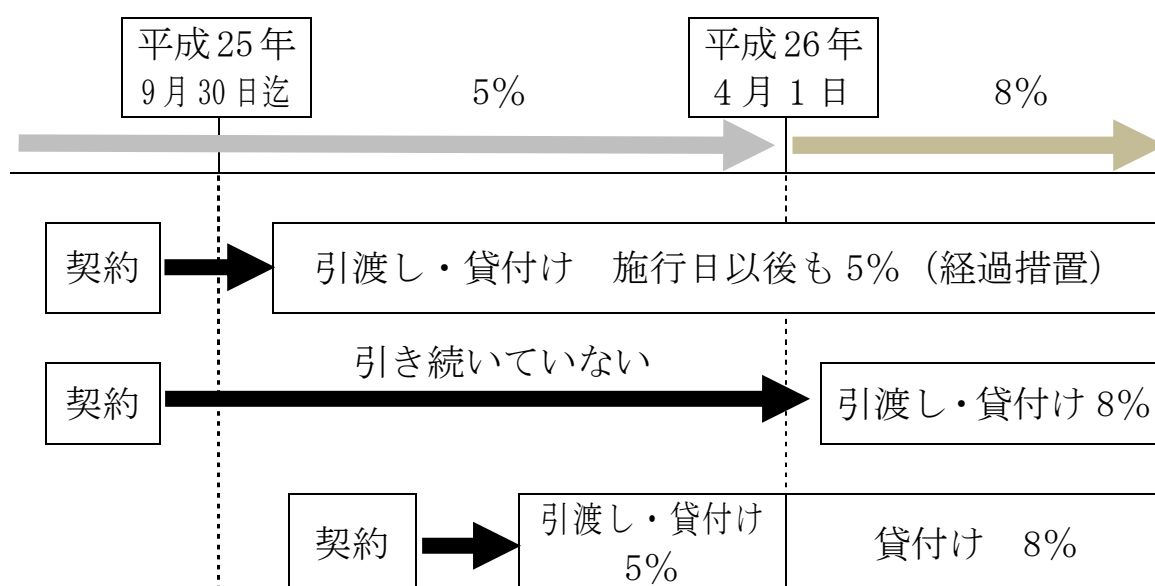 平成25年
9月30日迄
5%
平成26年
4月1日
8%
契約
引渡し・貸付け　施行日以後も5%（経過措置）
引き続いていない
契約
引渡し・貸付け8%
契約
引渡し・貸付け
5%
貸付け　8%